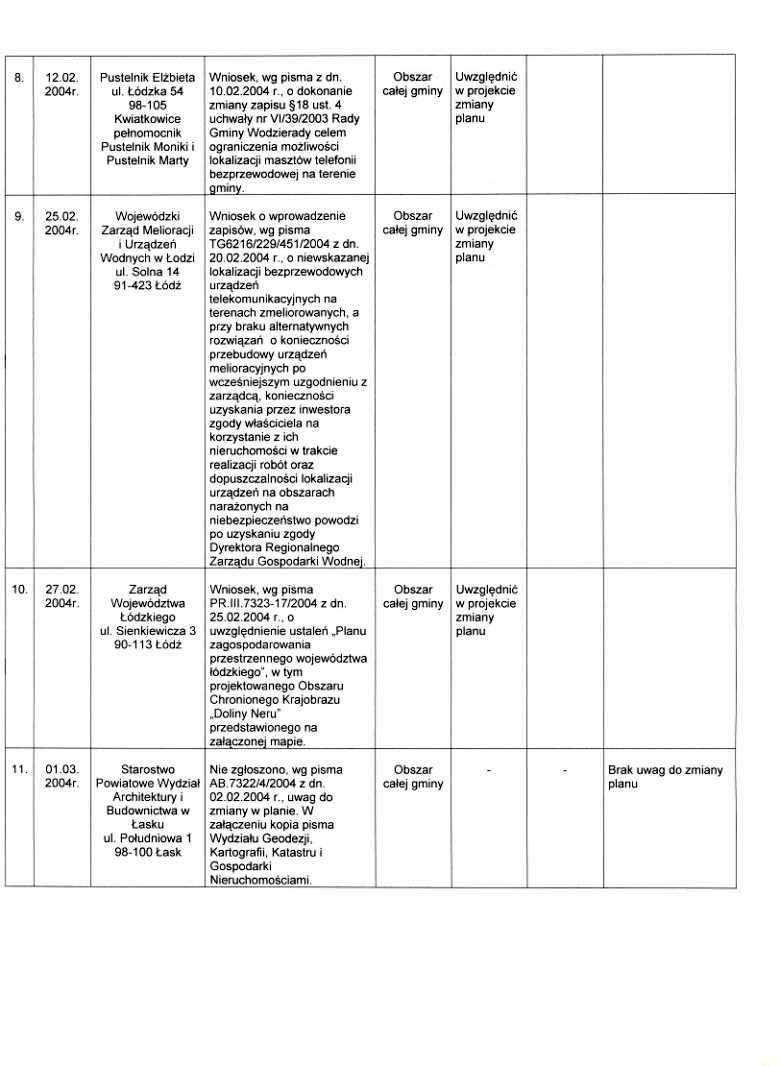 8.
12.02.
2004r.
Pustelnik Elżbieta
ul. Łódzka 54
98-105
Kwiatkowice
pełnomocnik
Pustelnik Moniki i
Pustelnik Marty
Wniosek, wg pisma z dn.
10.02.2004 r., o dokonanie
zmiany zapisu §18 ust. 4
uchwały nr VI/39/2003 Rady
Gminy Wodzierady celem
ograniczenia możliwości
lokalizacji masztów telefonii
bezprzewodowej na terenie
gminy.
Obszar
całej gminy
Uwzględnić
w projekcie
zmiany
planu
9.
25.02.
2004r.
Wojewódzki
Zarząd Melioracji
i Urządzeń
Wodnych w Łodzi
ul. Solna 14
91-423 Łódź
Wniosek o wprowadzenie
zapisów, wg pisma
TG6216/229/451/2004 z dn.
20.02.2004 r., o niewskazanej
lokalizacji bezprzewodowych
urządzeń
telekomunikacyjnych na
terenach zmeliorowanych, a
przy braku alternatywnych
rozwiązań o konieczności
przebudowy urządzeń
melioracyjnych po
wcześniejszym uzgodnieniu z
zarządcą, konieczności
uzyskania przez inwestora
zgody właściciela na
korzystanie z ich
nieruchomości w trakcie
realizacji robót oraz
dopuszczalności lokalizacji
urządzeń na obszarach
narażonych na
niebezpieczeństwo powodzi
po uzyskaniu zgody
Dyrektora Regionalnego
Zarządu Gospodarki Wodnej.
Obszar
całej gminy
Uwzględnić
w projekcie
zmiany
planu
10.
27.02.
2004r.
Zarząd
Województwa
Łódzkiego
ul. Sienkiewicza 3
90-113 Łódź
Wniosek, wg pisma
PR.III.7323-17/2004 z dn.
25.02.2004 r., o
uwzględnienie ustaleń „Planu
zagospodarowania
przestrzennego województwa
łódzkiego”, w tym
projektowanego Obszaru
Chronionego Krajobrazu
„Doliny Neru”
przedstawionego na
załączonej mapie.
Obszar
całej gminy
Uwzględnić
w projekcie
zmiany
planu
11.
01.03.
2004r.
Starostwo
Powiatowe Wydział
Architektury i
Budownictwa w
Łasku
ul. Południowa 1
98-100 Łask
Nie zgłoszono, wg pisma
AB.7322/4/2004 z dn.
02.02.2004 r., uwag do
zmiany w planie. W
załączeniu kopia pisma
Wydziału Geodezji,
Kartografii, Katastru i
Gospodarki
Nieruchomościami.
Obszar
całej gminy
-
-
Brak uwag do zmiany
planu